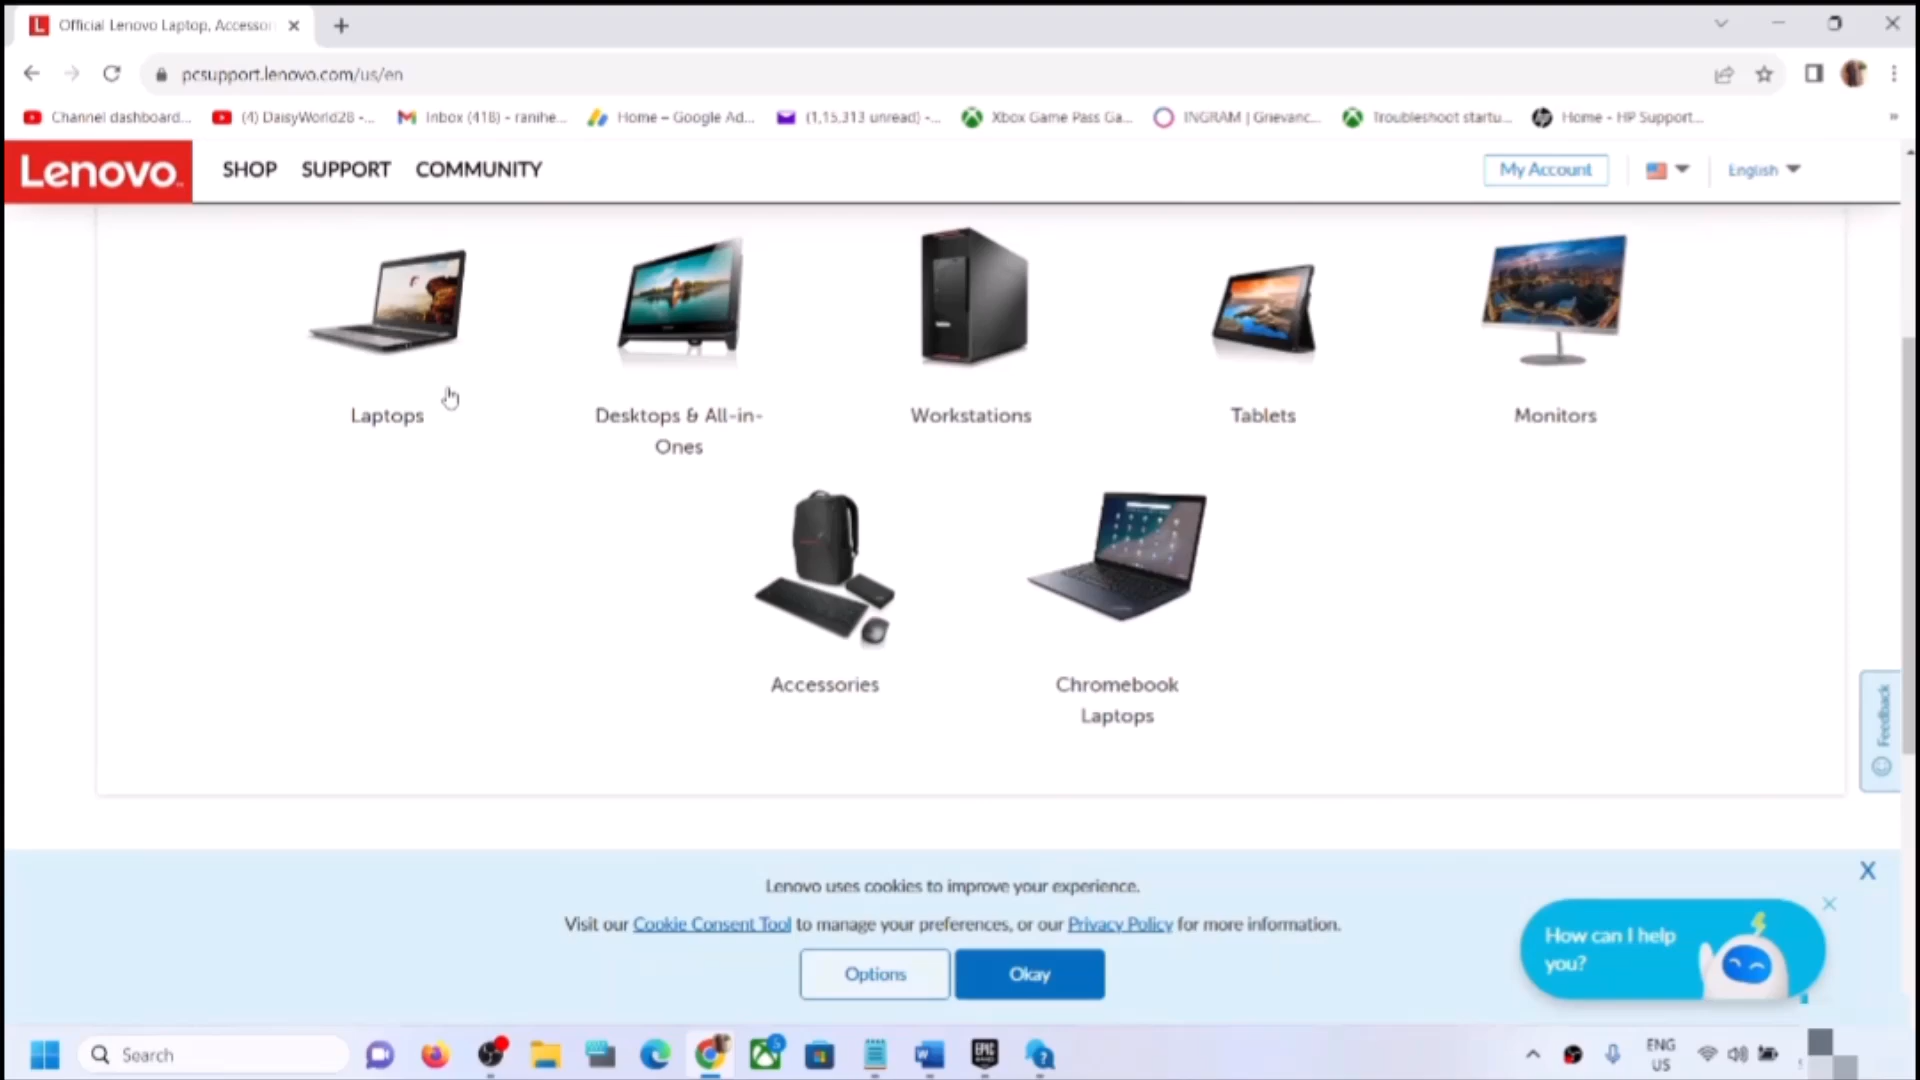 Official Lenovo Laptop, Accessor
pcsupport.lenovo.com/us/en
Channel dashboard...
(4) DaisyWorld28 -...
Inbox (418) - ranihe...
Home – Google Ad...
(1,15,313 unread) -...
Xbox Game Pass Ga...
INGRAM | Grievanc...
Troubleshoot startu...
Home - HP Support...
Lenovo
SHOP SUPPORT COMMUNITY
My Account
English
Laptops
Desktops & All-in-
Ones
Workstations
Tablets
Monitors
Accessories
Chromebook
Laptops
Feedback
Lenovo uses cookies to improve your experience.
Visit our Cookie Consent Tool to manage your preferences, or our Privacy Policy for more information.
Options
Okay
X
How can I help
you?
Search
5
EPIC
ENG
US